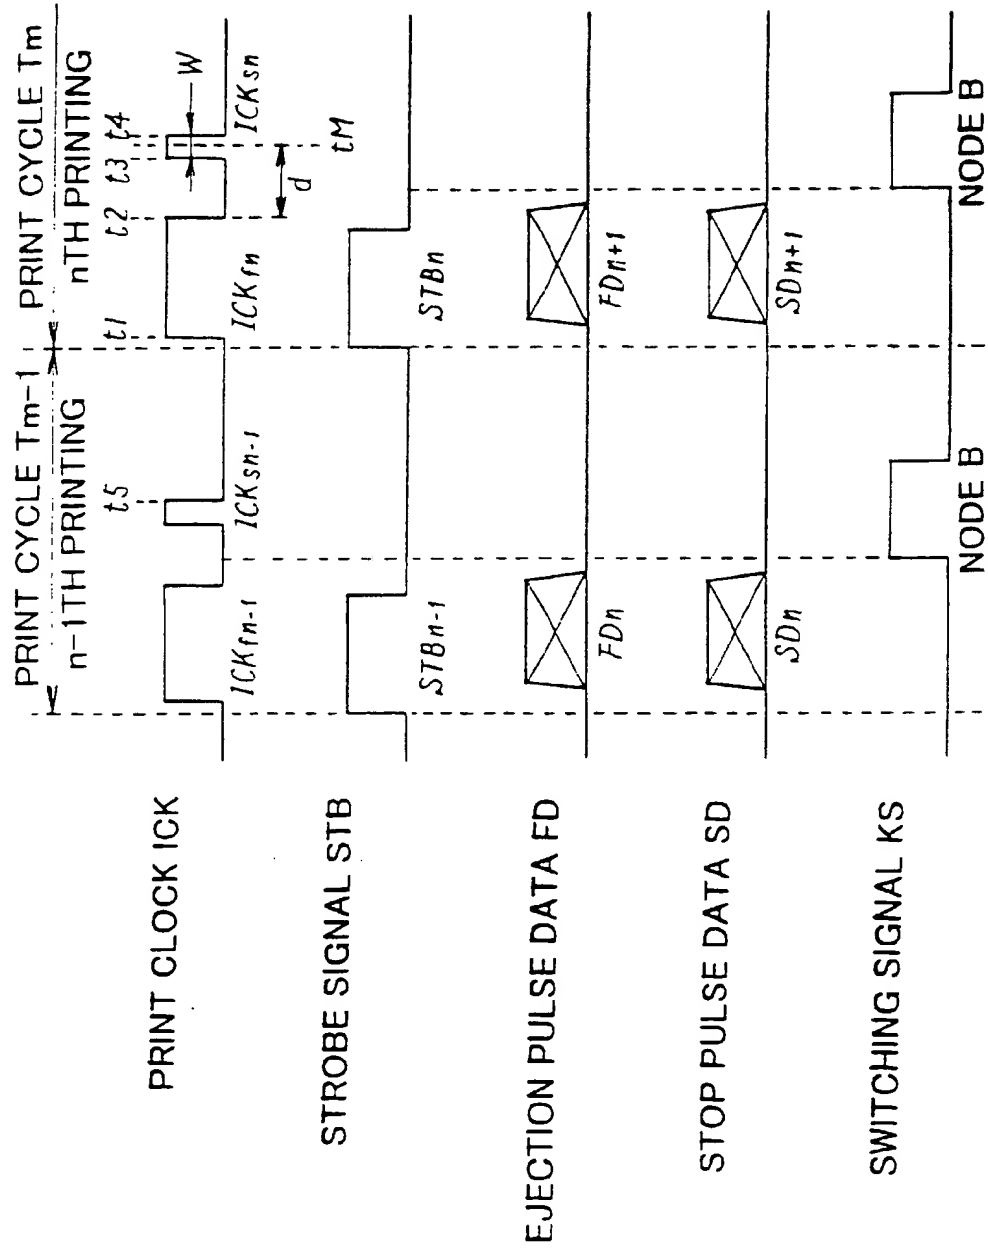 PRINT CYCLE Tm-1
PRINT CYCLE Tm
n-1TH PRINTING
nTH PRINTING
t5
t1
t2
t3
t4
W
PRINT CLOCK ICK
ICKfn-1
ICKsn-1
ICKfn
ICKsn
d
tM
STROBE SIGNAL STB
STBn-1
STBn
EJECTION PULSE DATA FD
FDn
FDn+1
STOP PULSE DATA SD
SDn
SDn+1
SWITCHING SIGNAL KS
NODE B
NODE B